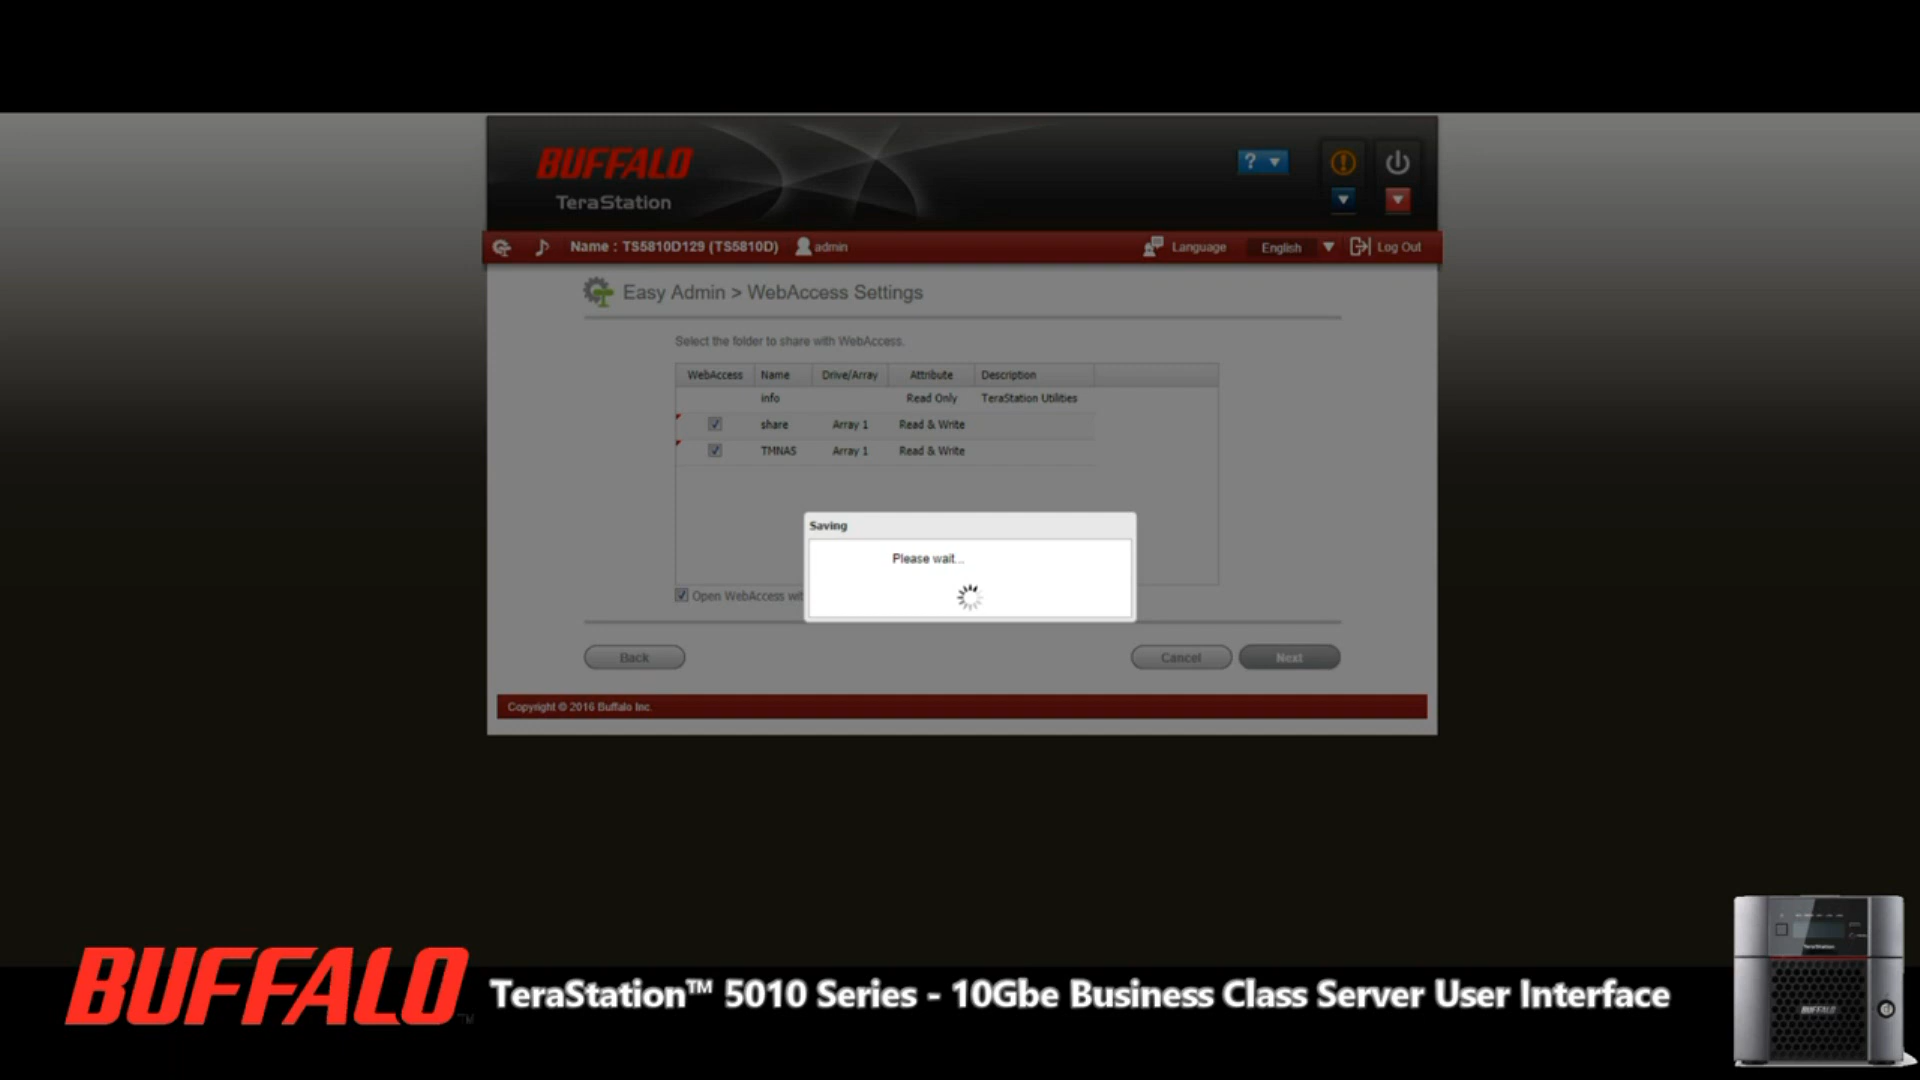 BUFFALO
TeraStation
?
Name : TS5810D129 (TS5810D) admin Language English Log Out
Easy Admin > WebAccess Settings
Select the folder to share with WebAccess.
WebAccess Name Drive/Array Attribute Description
info Read Only TeraStation Utilities
share Array 1 Read & Write
TMNAS Array 1 Read & Write
Saving
Please wait...
Open WebAccess wit
Back Cancel Next
Copyright © 2016 Buffalo Inc.
BUFFALO™ TeraStation™ 5010 Series - 10Gbe Business Class Server User Interface
TeraStation
BUFFALO